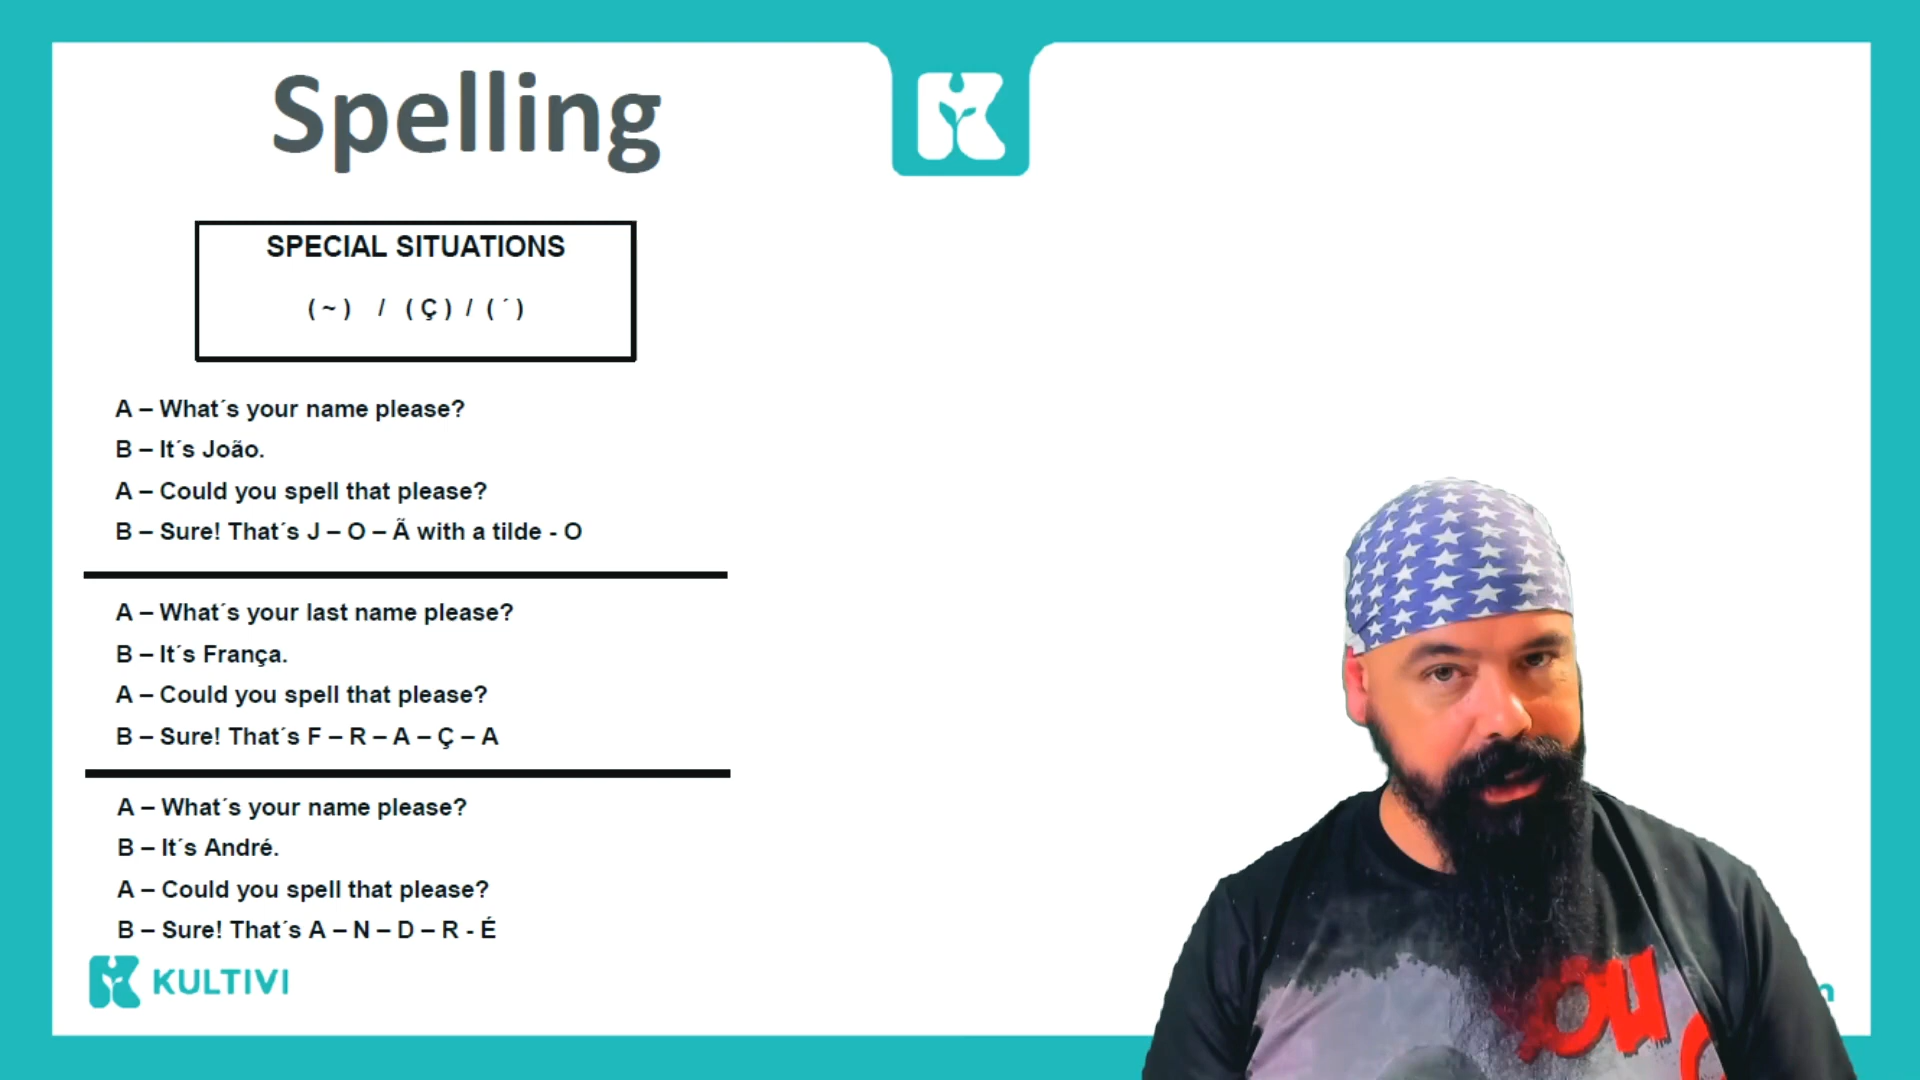 Spelling
SPECIAL SITUATIONS
( ~ ) / ( Ç ) / ( ´ )
A – What´s your name please?
B – It´s João.
A – Could you spell that please?
B – Sure! That´s J – O – Ã with a tilde - O
A – What´s your last name please?
B – It´s França.
A – Could you spell that please?
B – Sure! That´s F – R – A – Ç – A
A – What´s your name please?
B – It´s André.
A – Could you spell that please?
B – Sure! That´s A – N – D – R - É
KULTIVI
OU